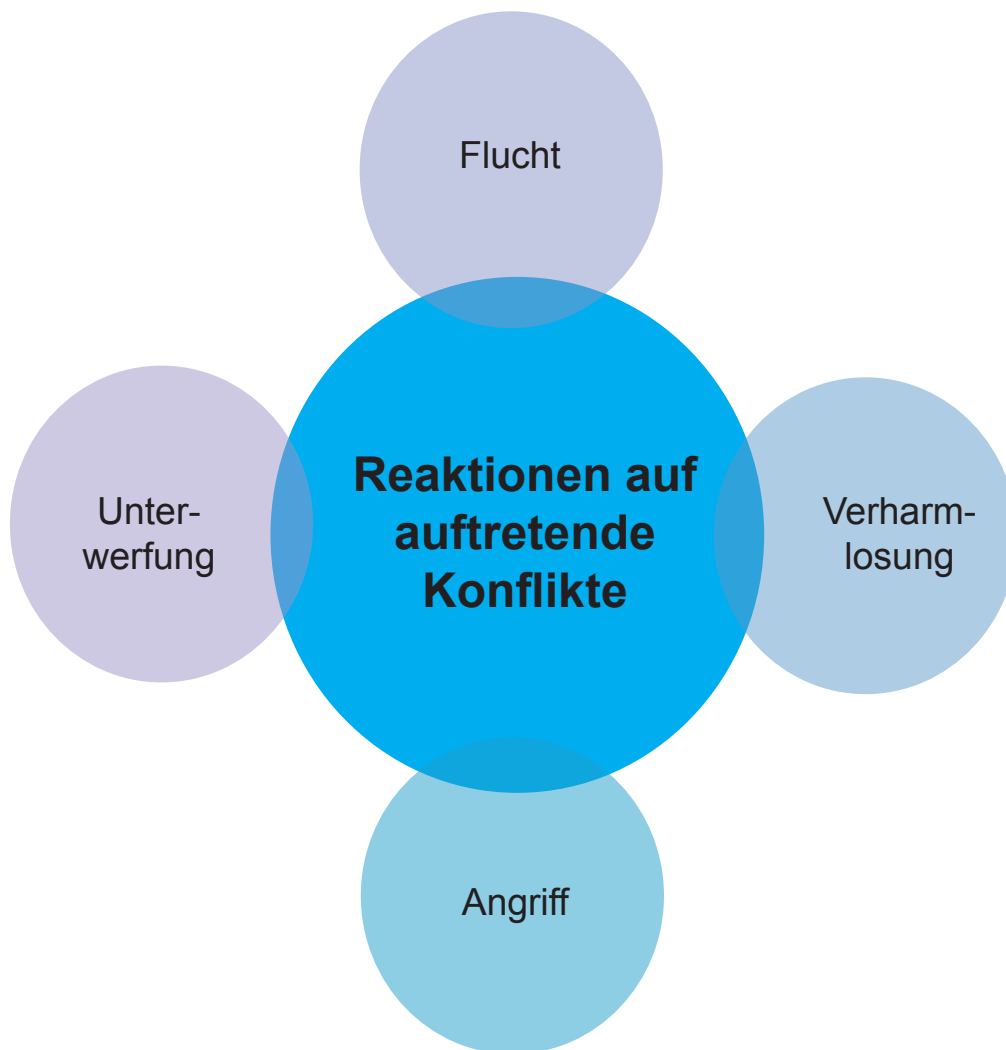 Flucht
Reaktionen auf
auftretende
Konflikte
Unter-
werfung
Verharm-
losung
Angriff